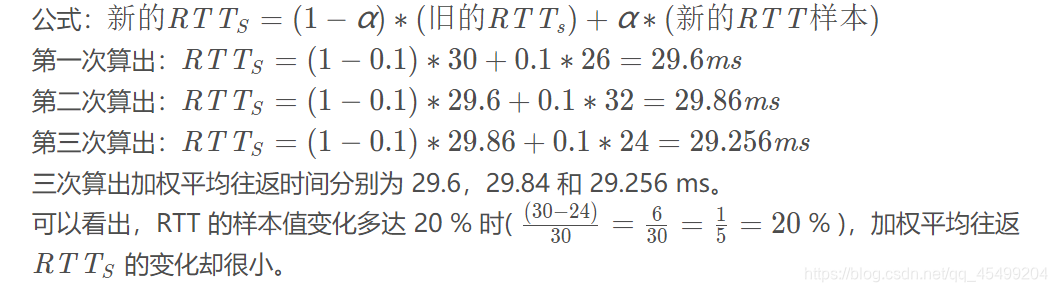 公式：新的RTT_S = (1 − α) ∗ (旧的RTT_s) + α ∗ (新的RTT样本)
第一次算出：RTT_S = (1 − 0.1) ∗ 30 + 0.1 ∗ 26 = 29.6ms
第二次算出：RTT_S = (1 − 0.1) ∗ 29.6 + 0.1 ∗ 32 = 29.86ms
第三次算出：RTT_S = (1 − 0.1) ∗ 29.86 + 0.1 ∗ 24 = 29.256ms
三次算出加权平均往返时间分别为 29.6，29.84 和 29.256 ms。
可以看出，RTT 的样本值变化多达 20 % 时( (30−24)/30 = 6/30 = 1/5 = 20 % )，加权平均往返
RTT_S 的变化却很小。
https://blog.csdn.net/qq_45499204